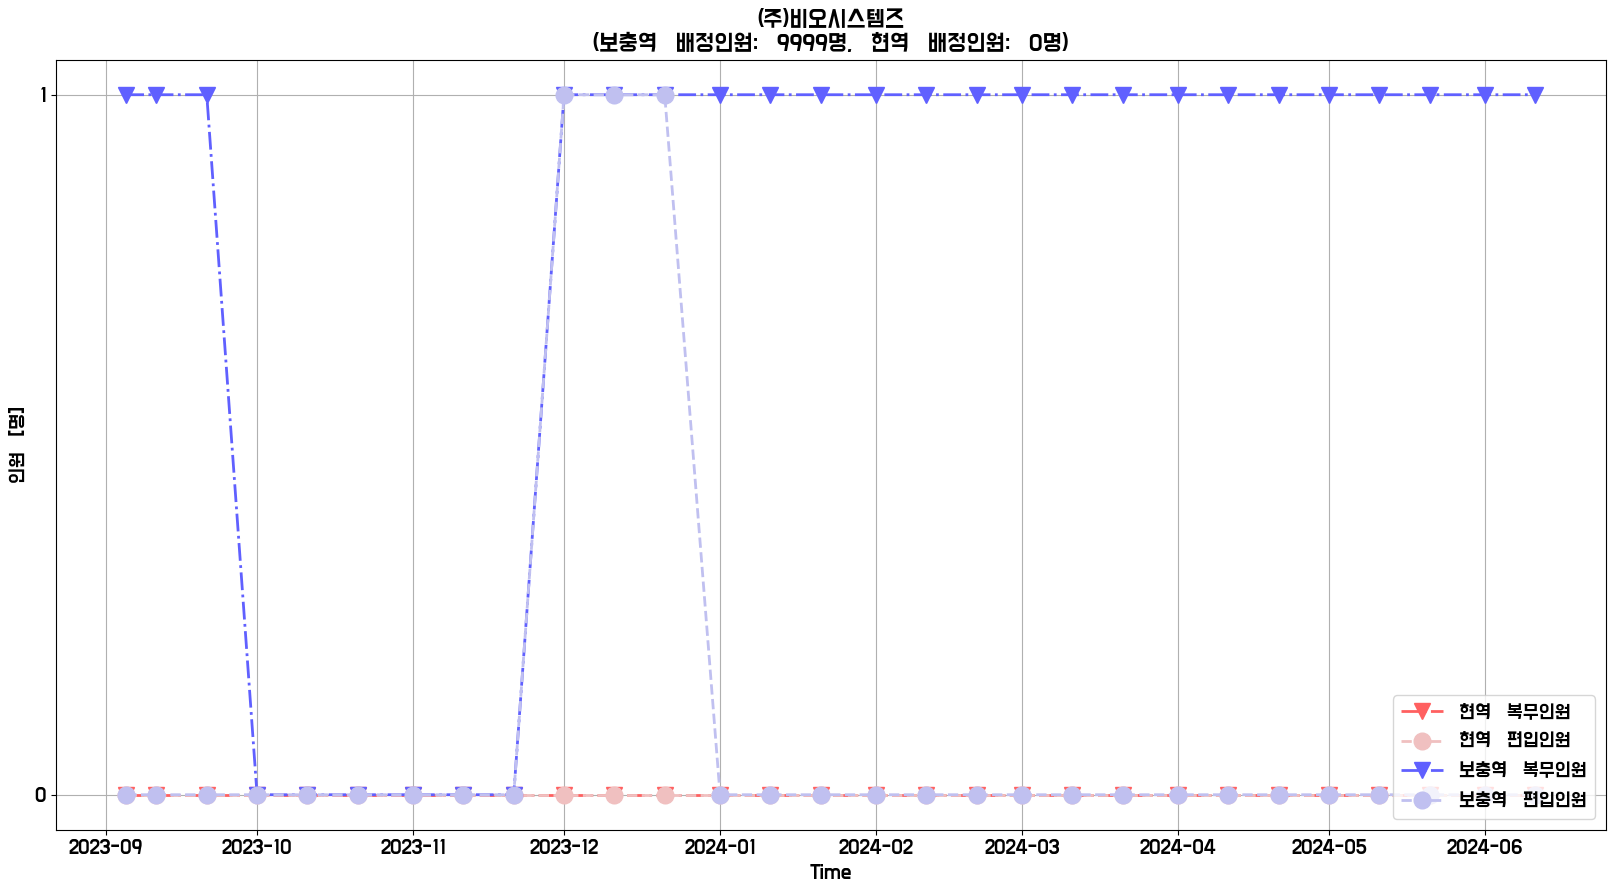 (주)비오시스템즈
(보충역 배정인원: 9999명, 현역 배정인원: 0명)
1
0
인원 [명]
현역 복무인원
현역 편입인원
보충역 복무인원
보충역 편입인원
2023-09 2023-10 2023-11 2023-12 2024-01 2024-02 2024-03 2024-04 2024-05 2024-06
Time